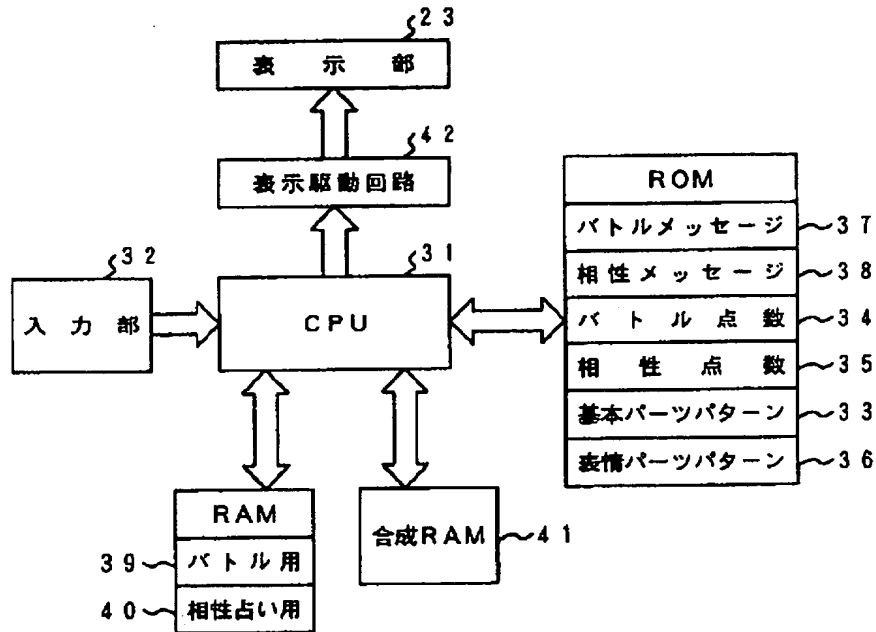 23
表示部
42
表示駆動回路
ROM
バトルメッセージ 37
32
31
相性メッセージ 38
入力部
CPU
バトル点数 34
相性点数 35
基本パーツパターン 33
表情パーツパターン 36
RAM
合成RAM 41
39 バトル用
40 相性占い用